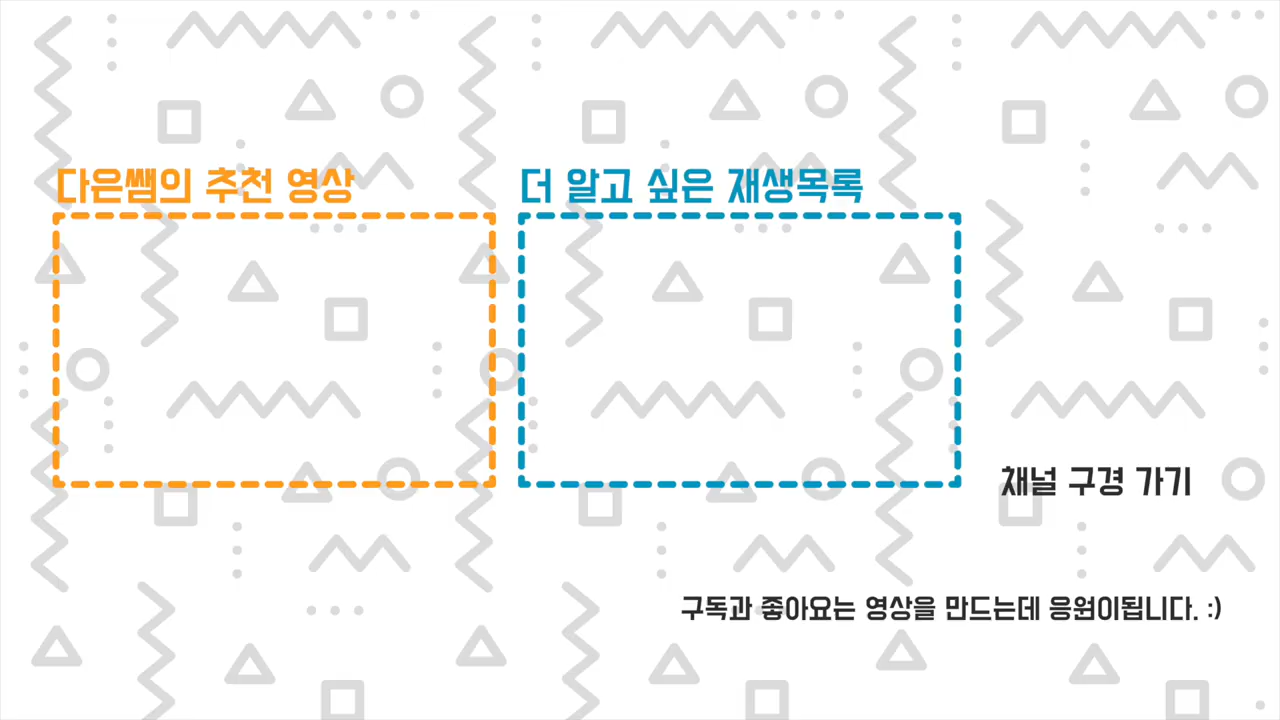 다은쌤의 추천 영상
더 알고 싶은 재생목록
채널 구경 가기
구독과 좋아요는 영상을 만드는데 응원이됩니다. :)